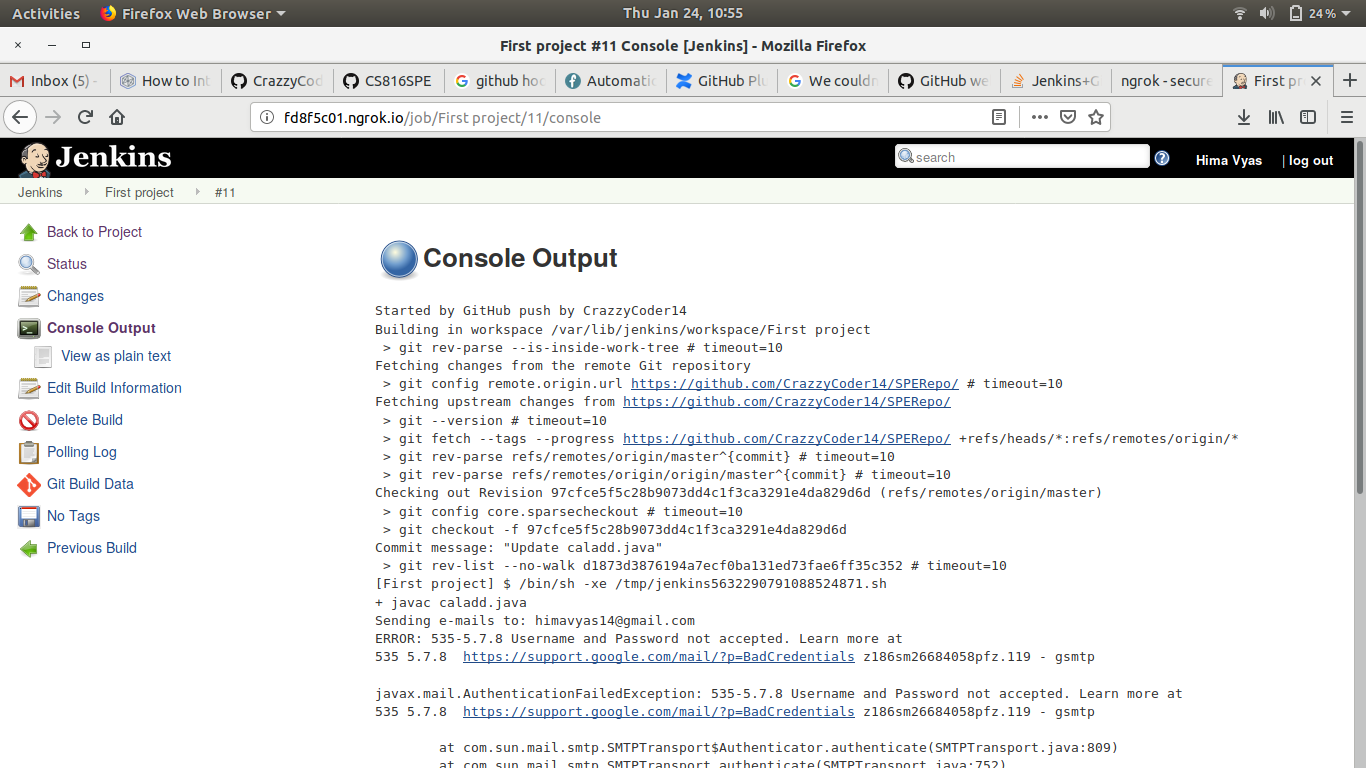 Activities Firefox Web Browser Thu Jan 24, 10:55 24%
First project #11 Console [Jenkins] - Mozilla Firefox
Inbox (5) - How to Int CrazzyCod CS816SPE github hoo Automatic GitHub Plu We couldn GitHub we Jenkins+G ngrok - secure First pr
fd8f5c01.ngrok.io/job/First project/11/console
Jenkins search Hima Vyas | log out
Jenkins First project #11
Back to Project
Status
Changes
Console Output
View as plain text
Edit Build Information
Delete Build
Polling Log
Git Build Data
No Tags
Previous Build
Console Output
Started by GitHub push by CrazzyCoder14
Building in workspace /var/lib/jenkins/workspace/First project
> git rev-parse --is-inside-work-tree # timeout=10
Fetching changes from the remote Git repository
> git config remote.origin.url https://github.com/CrazzyCoder14/SPERepo/ # timeout=10
Fetching upstream changes from https://github.com/CrazzyCoder14/SPERepo/
> git --version # timeout=10
> git fetch --tags --progress https://github.com/CrazzyCoder14/SPERepo/ +refs/heads/*:refs/remotes/origin/*
> git rev-parse refs/remotes/origin/master^{commit} # timeout=10
> git rev-parse refs/remotes/origin/origin/master^{commit} # timeout=10
Checking out Revision 97cfce5f5c28b9073dd4c1f3ca3291e4da829d6d (refs/remotes/origin/master)
> git config core.sparsecheckout # timeout=10
> git checkout -f 97cfce5f5c28b9073dd4c1f3ca3291e4da829d6d
Commit message: "Update caladd.java"
> git rev-list --no-walk d1873d3876194a7ecf0ba131ed73fae6ff35c352 # timeout=10
[First project] $ /bin/sh -xe /tmp/jenkins5632290791088524871.sh
+ javac caladd.java
Sending e-mails to: himavyas14@gmail.com
ERROR: 535-5.7.8 Username and Password not accepted. Learn more at
535 5.7.8  https://support.google.com/mail/?p=BadCredentials z186sm26684058pfz.119 - gsmtp
javax.mail.AuthenticationFailedException: 535-5.7.8 Username and Password not accepted. Learn more at
535 5.7.8  https://support.google.com/mail/?p=BadCredentials z186sm26684058pfz.119 - gsmtp
at com.sun.mail.smtp.SMTPTransport$Authenticator.authenticate(SMTPTransport.java:809)
at com.sun.mail.smtp.SMTPTransport.authenticate(SMTPTransport.java:752)